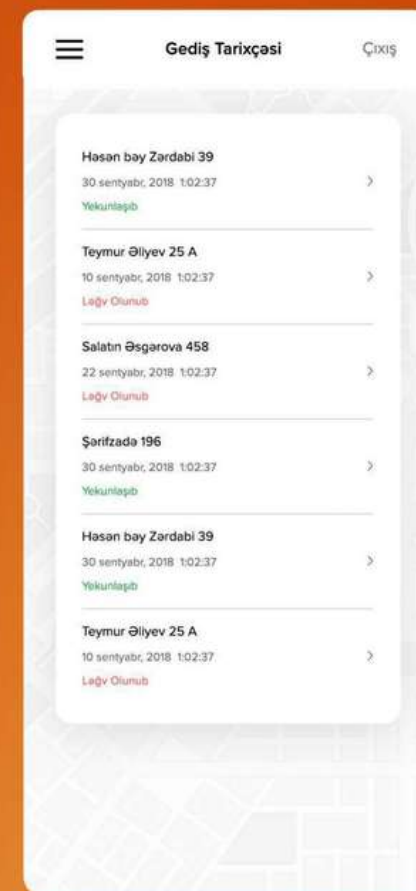 Gediş Tarixçəsi
Çıxış
Həsən bəy Zərdabi 39
30 sentyabr, 2018 1:02:37
Yekunlaşıb
Teymur Əliyev 25 A
10 sentyabr, 2018 1:02:37
Ləğv Olunub
Salatın Əsgərova 458
22 sentyabr, 2018 1:02:37
Ləğv Olunub
Şərifzadə 196
30 sentyabr, 2018 1:02:37
Yekunlaşıb
Həsən bəy Zərdabi 39
30 sentyabr, 2018 1:02:37
Yekunlaşıb
Teymur Əliyev 25 A
10 sentyabr, 2018 1:02:37
Ləğv Olunub